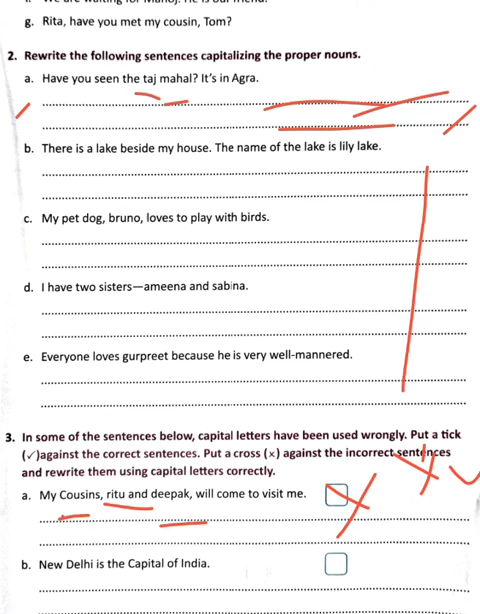 g. Rita, have you met my cousin, Tom?
2. Rewrite the following sentences capitalizing the proper nouns.
a. Have you seen the taj mahal? It's in Agra.
b. There is a lake beside my house. The name of the lake is lily lake.
c. My pet dog, bruno, loves to play with birds.
d. I have two sisters—ameena and sabina.
e. Everyone loves gurpreet because he is very well-mannered.
3. In some of the sentences below, capital letters have been used wrongly. Put a tick
(✓)against the correct sentences. Put a cross (×) against the incorrect sentences
and rewrite them using capital letters correctly.
a. My Cousins, ritu and deepak, will come to visit me.
b. New Delhi is the Capital of India.